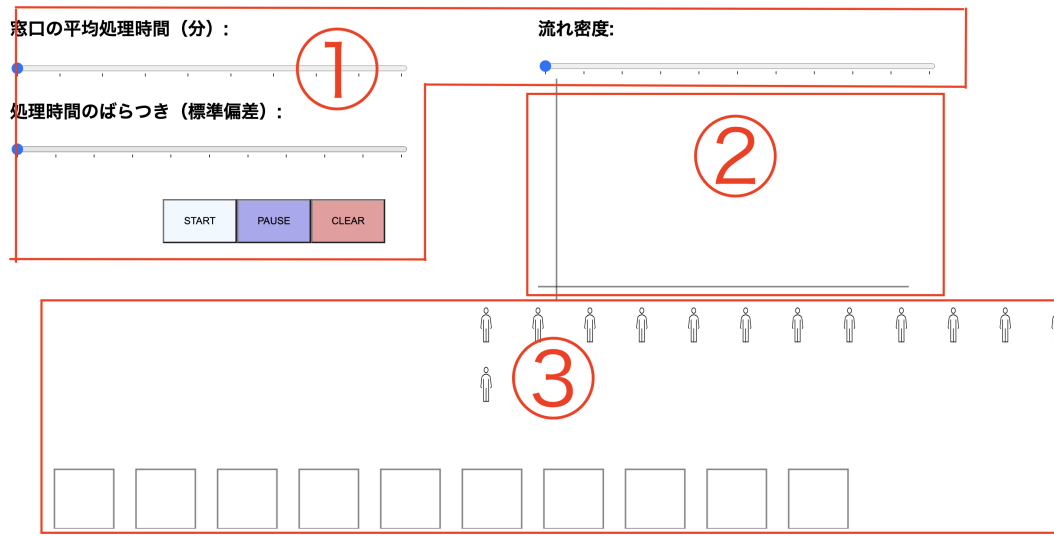 窓口の平均処理時間（分）:
流れ密度:
①
処理時間のばらつき（標準偏差）:
②
START PAUSE CLEAR
③